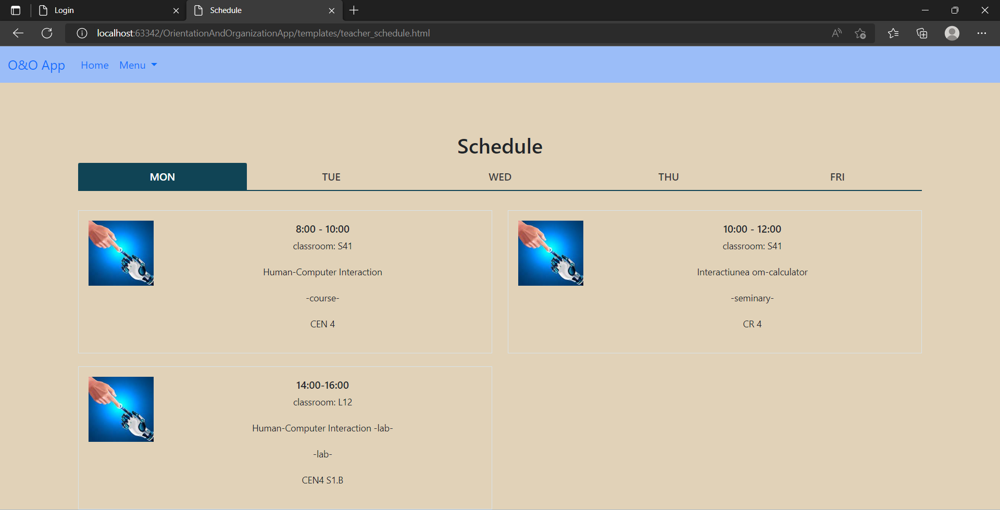 Login
Schedule
localhost:63342/OrientationAndOrganizationApp/templates/teacher_schedule.html
O&O App
Home
Menu
Schedule
MON
TUE
WED
THU
FRI
8:00 - 10:00
classroom: S41
Human-Computer Interaction
-course-
CEN 4
10:00 - 12:00
classroom: S41
Interactiunea om-calculator
-seminary-
CR 4
14:00-16:00
classroom: L12
Human-Computer Interaction -lab-
-lab-
CEN4 S1.B